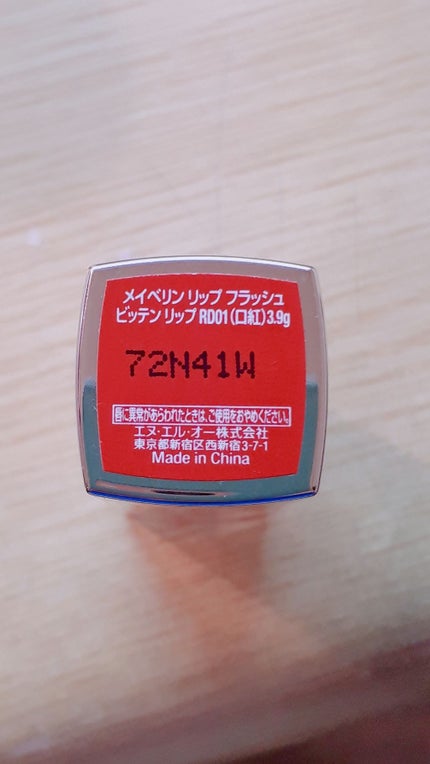 メイベリン リップ フラッシュ
ビッテン リップ RD01(口紅)3.9g
72N41W
唇に異常があらわれたときは、ご使用をおやめください。
エヌ・エル・オー株式会社
東京都新宿区西新宿3-7-1
Made in China